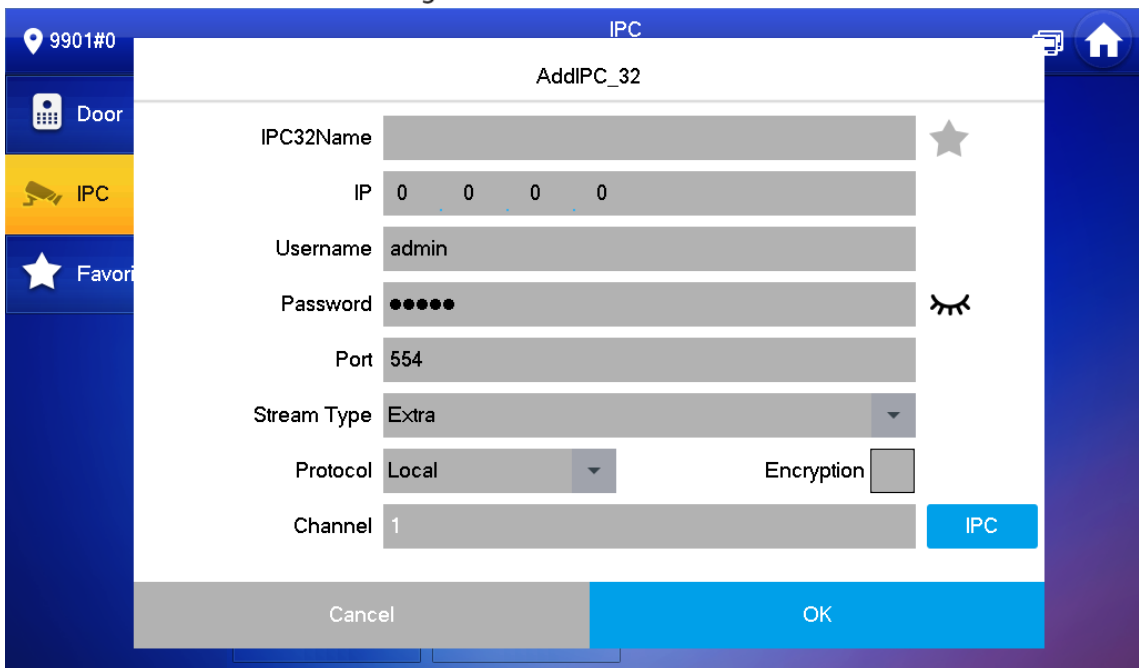 9901#0
IPC
Door
IPC
Favori
AddIPC_32
IPC32Name
IP 0 . 0 . 0 . 0
Username admin
Password ●●●●●
Port 554
Stream Type Extra
Protocol Local Encryption
Channel 1 IPC
Cancel OK